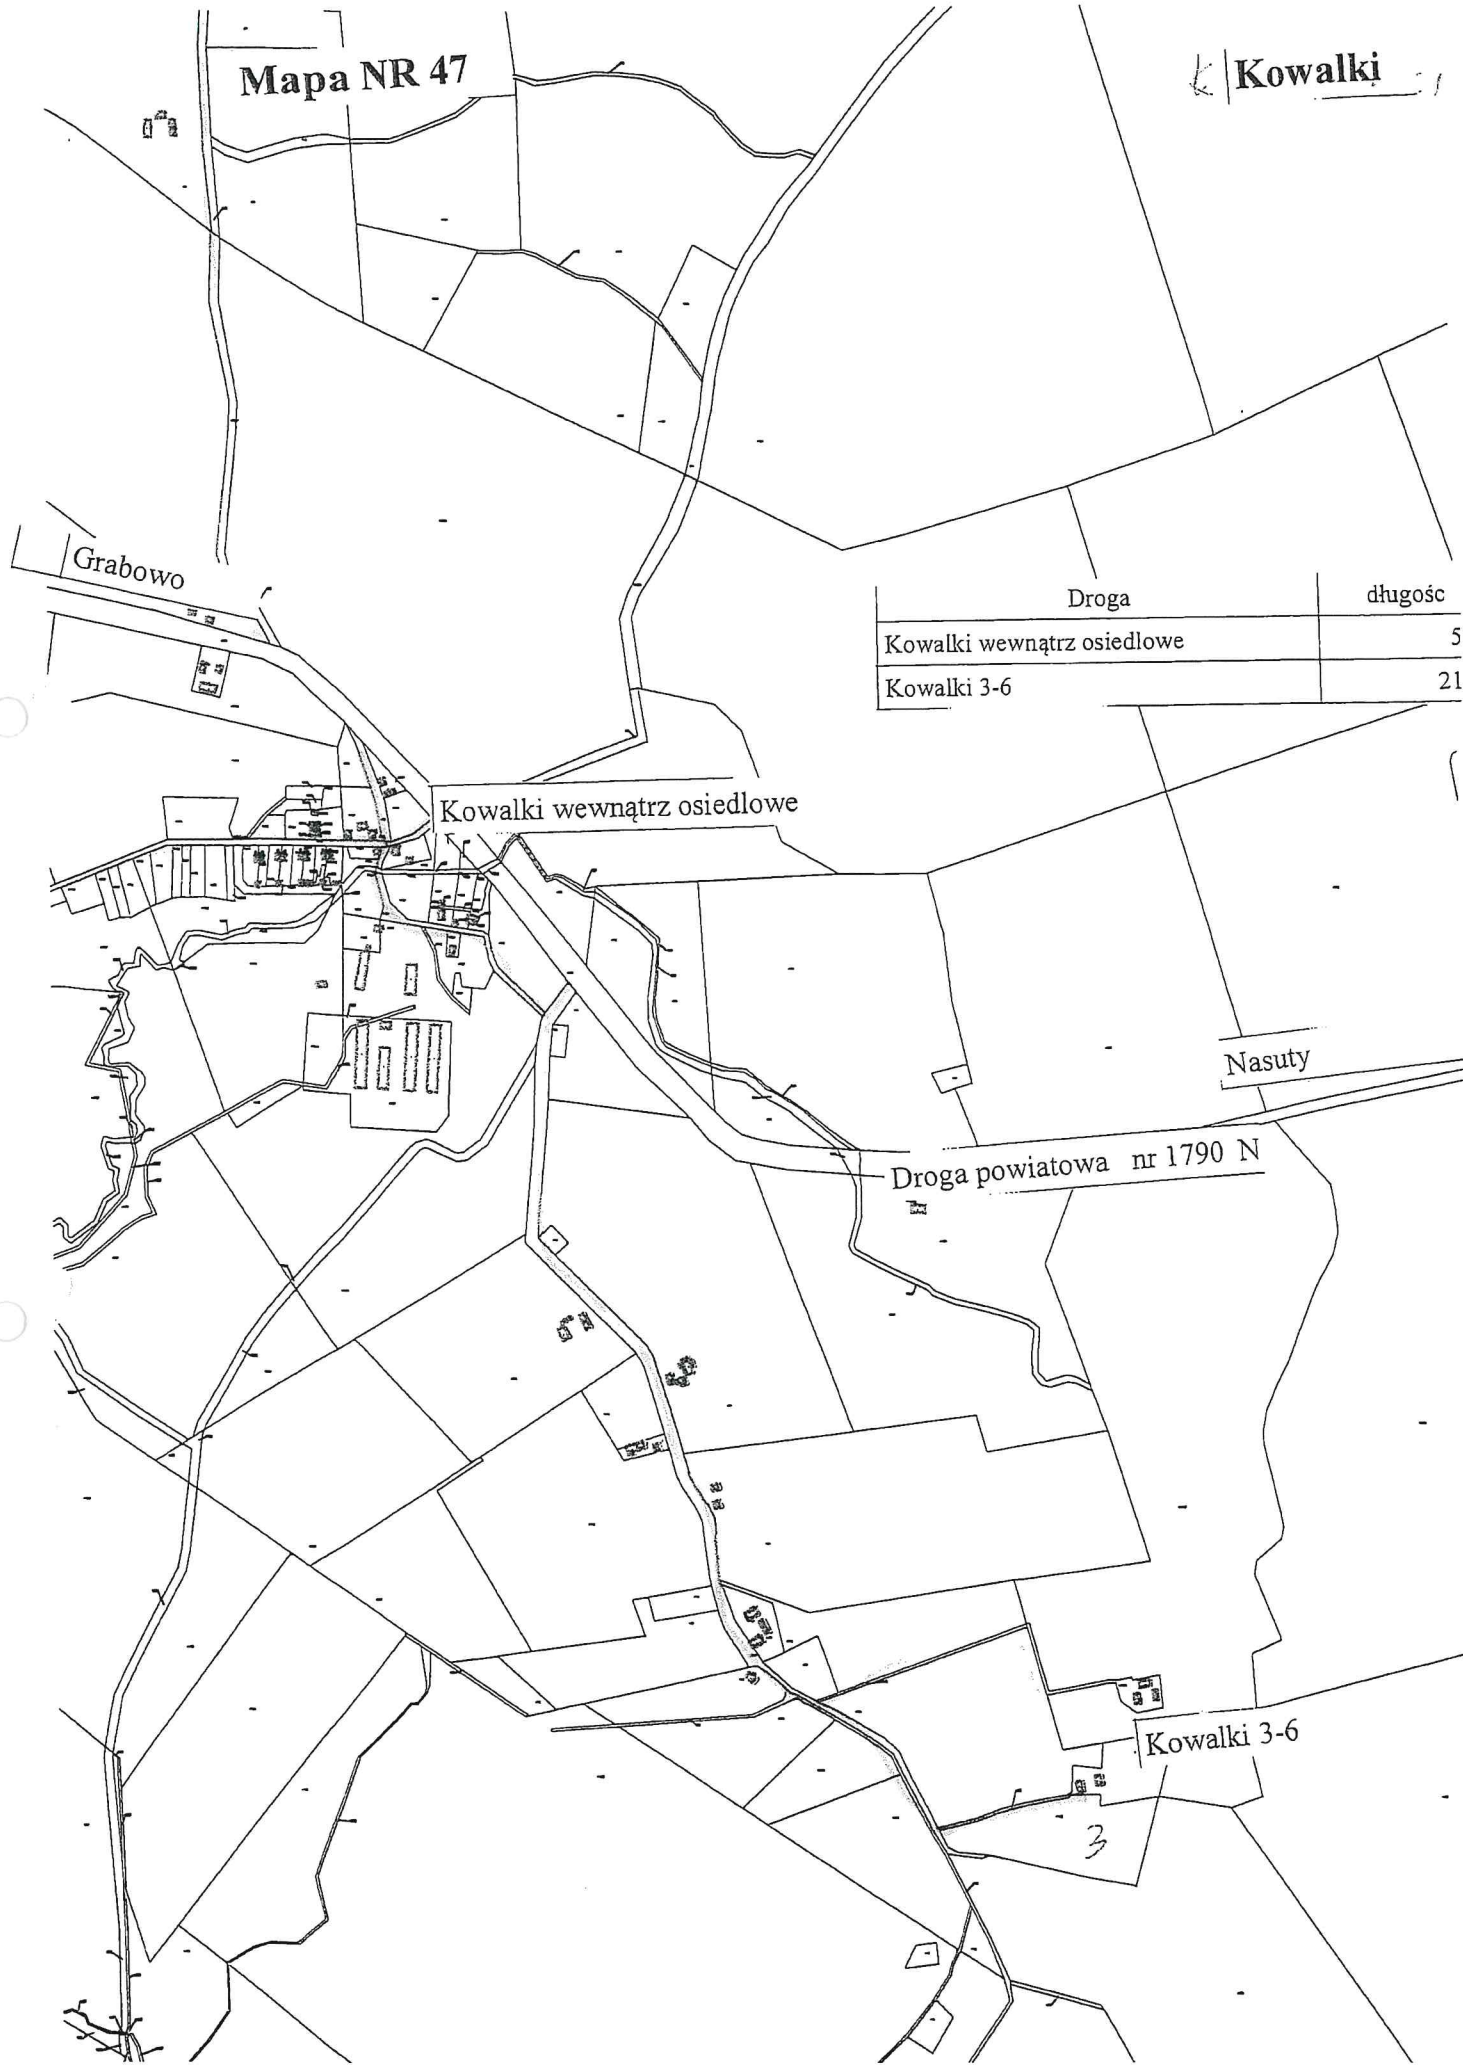 Mapa NR 47
K Kowalki
Grabowo
Droga długośc
Kowalki wewnątrz osiedlowe 5
Kowalki 3-6 21
Kowalki wewnątrz osiedlowe
Nasuty
Droga powiatowa nr 1790 N
Kowalki 3-6
3